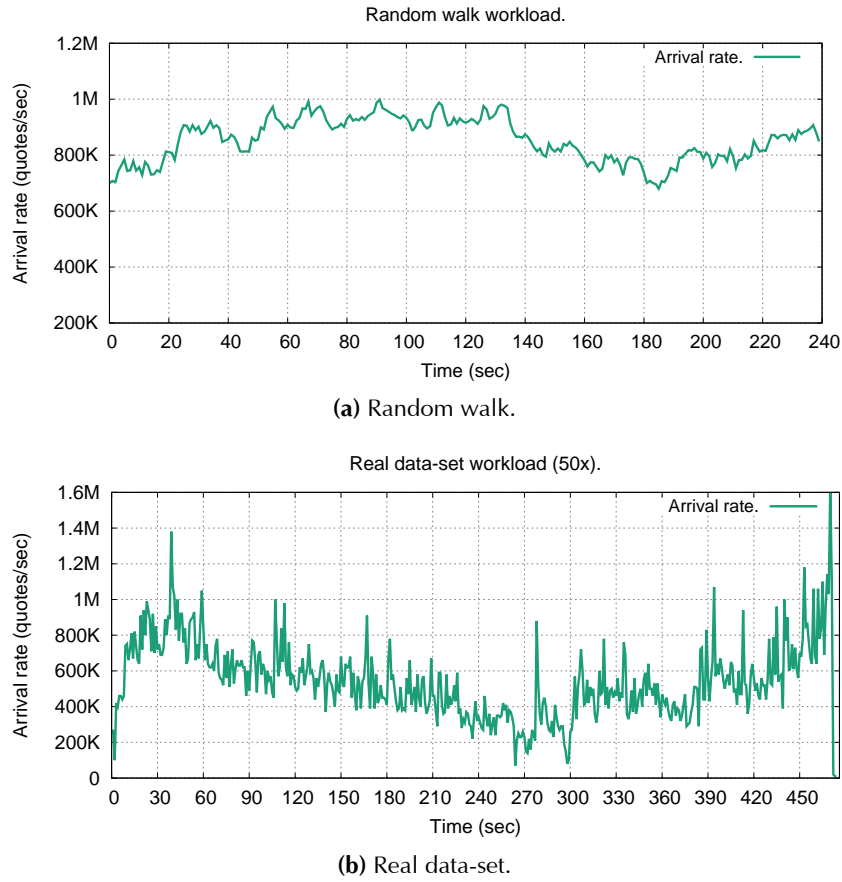 Random walk workload.
1.2M
Arrival rate.
1M
800K
600K
400K
200K
Arrival rate (quotes/sec)
0 20 40 60 80 100 120 140 160 180 200 220 240
Time (sec)
(a) Random walk.
Real data-set workload (50x).
1.6M
Arrival rate.
1.4M
1.2M
1M
800K
600K
400K
200K
0
Arrival rate (quotes/sec)
0 30 60 90 120 150 180 210 240 270 300 330 360 390 420 450
Time (sec)
(b) Real data-set.